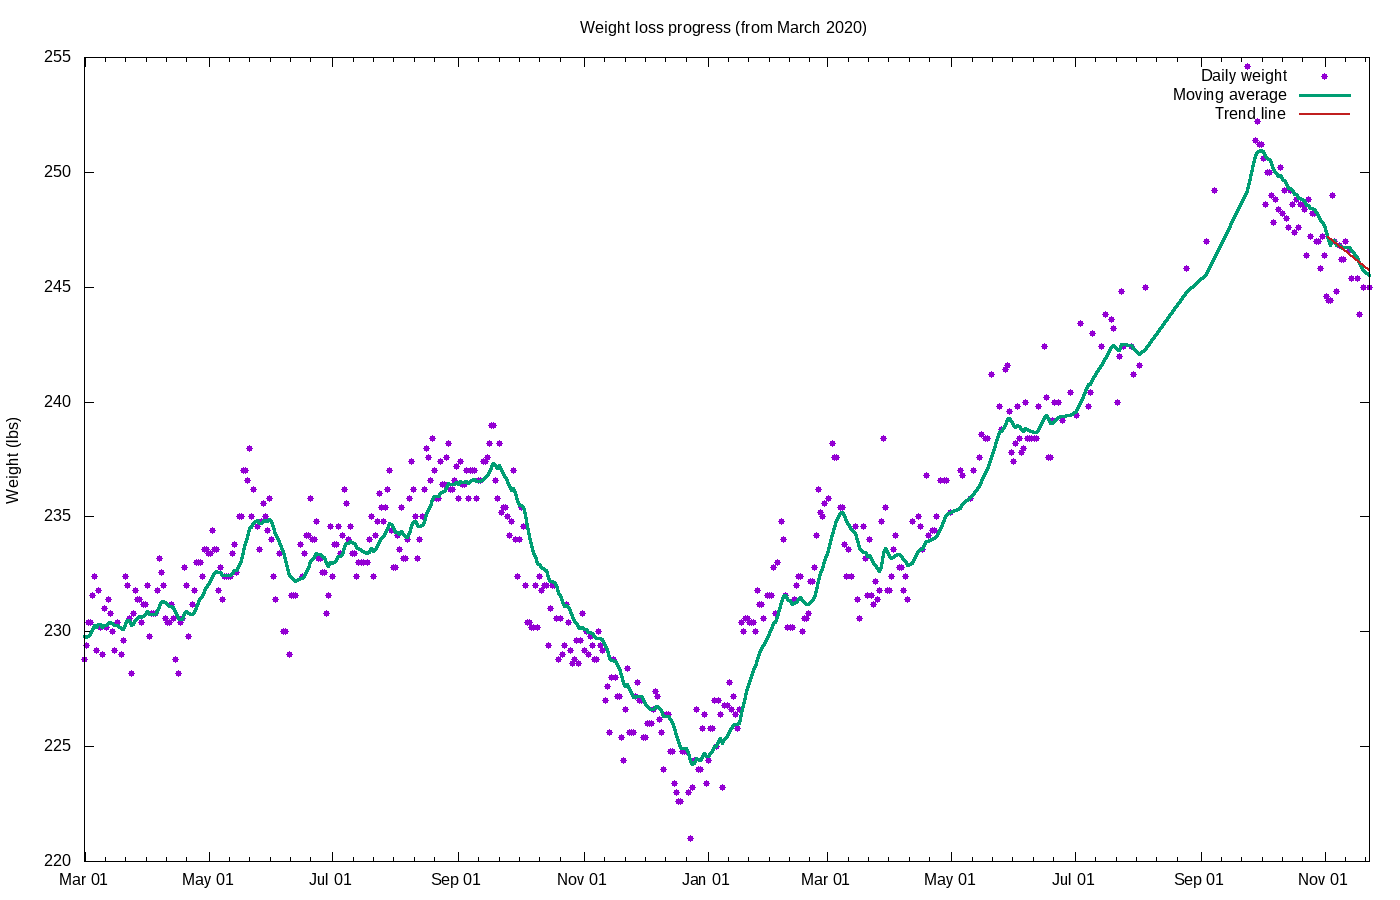 Weight loss progress (from March 2020)
255
250
245
240
235
230
225
220
Weight (lbs)
Daily weight
Moving average
Trend line
Mar 01 May 01 Jul 01 Sep 01 Nov 01 Jan 01 Mar 01 May 01 Jul 01 Sep 01 Nov 01